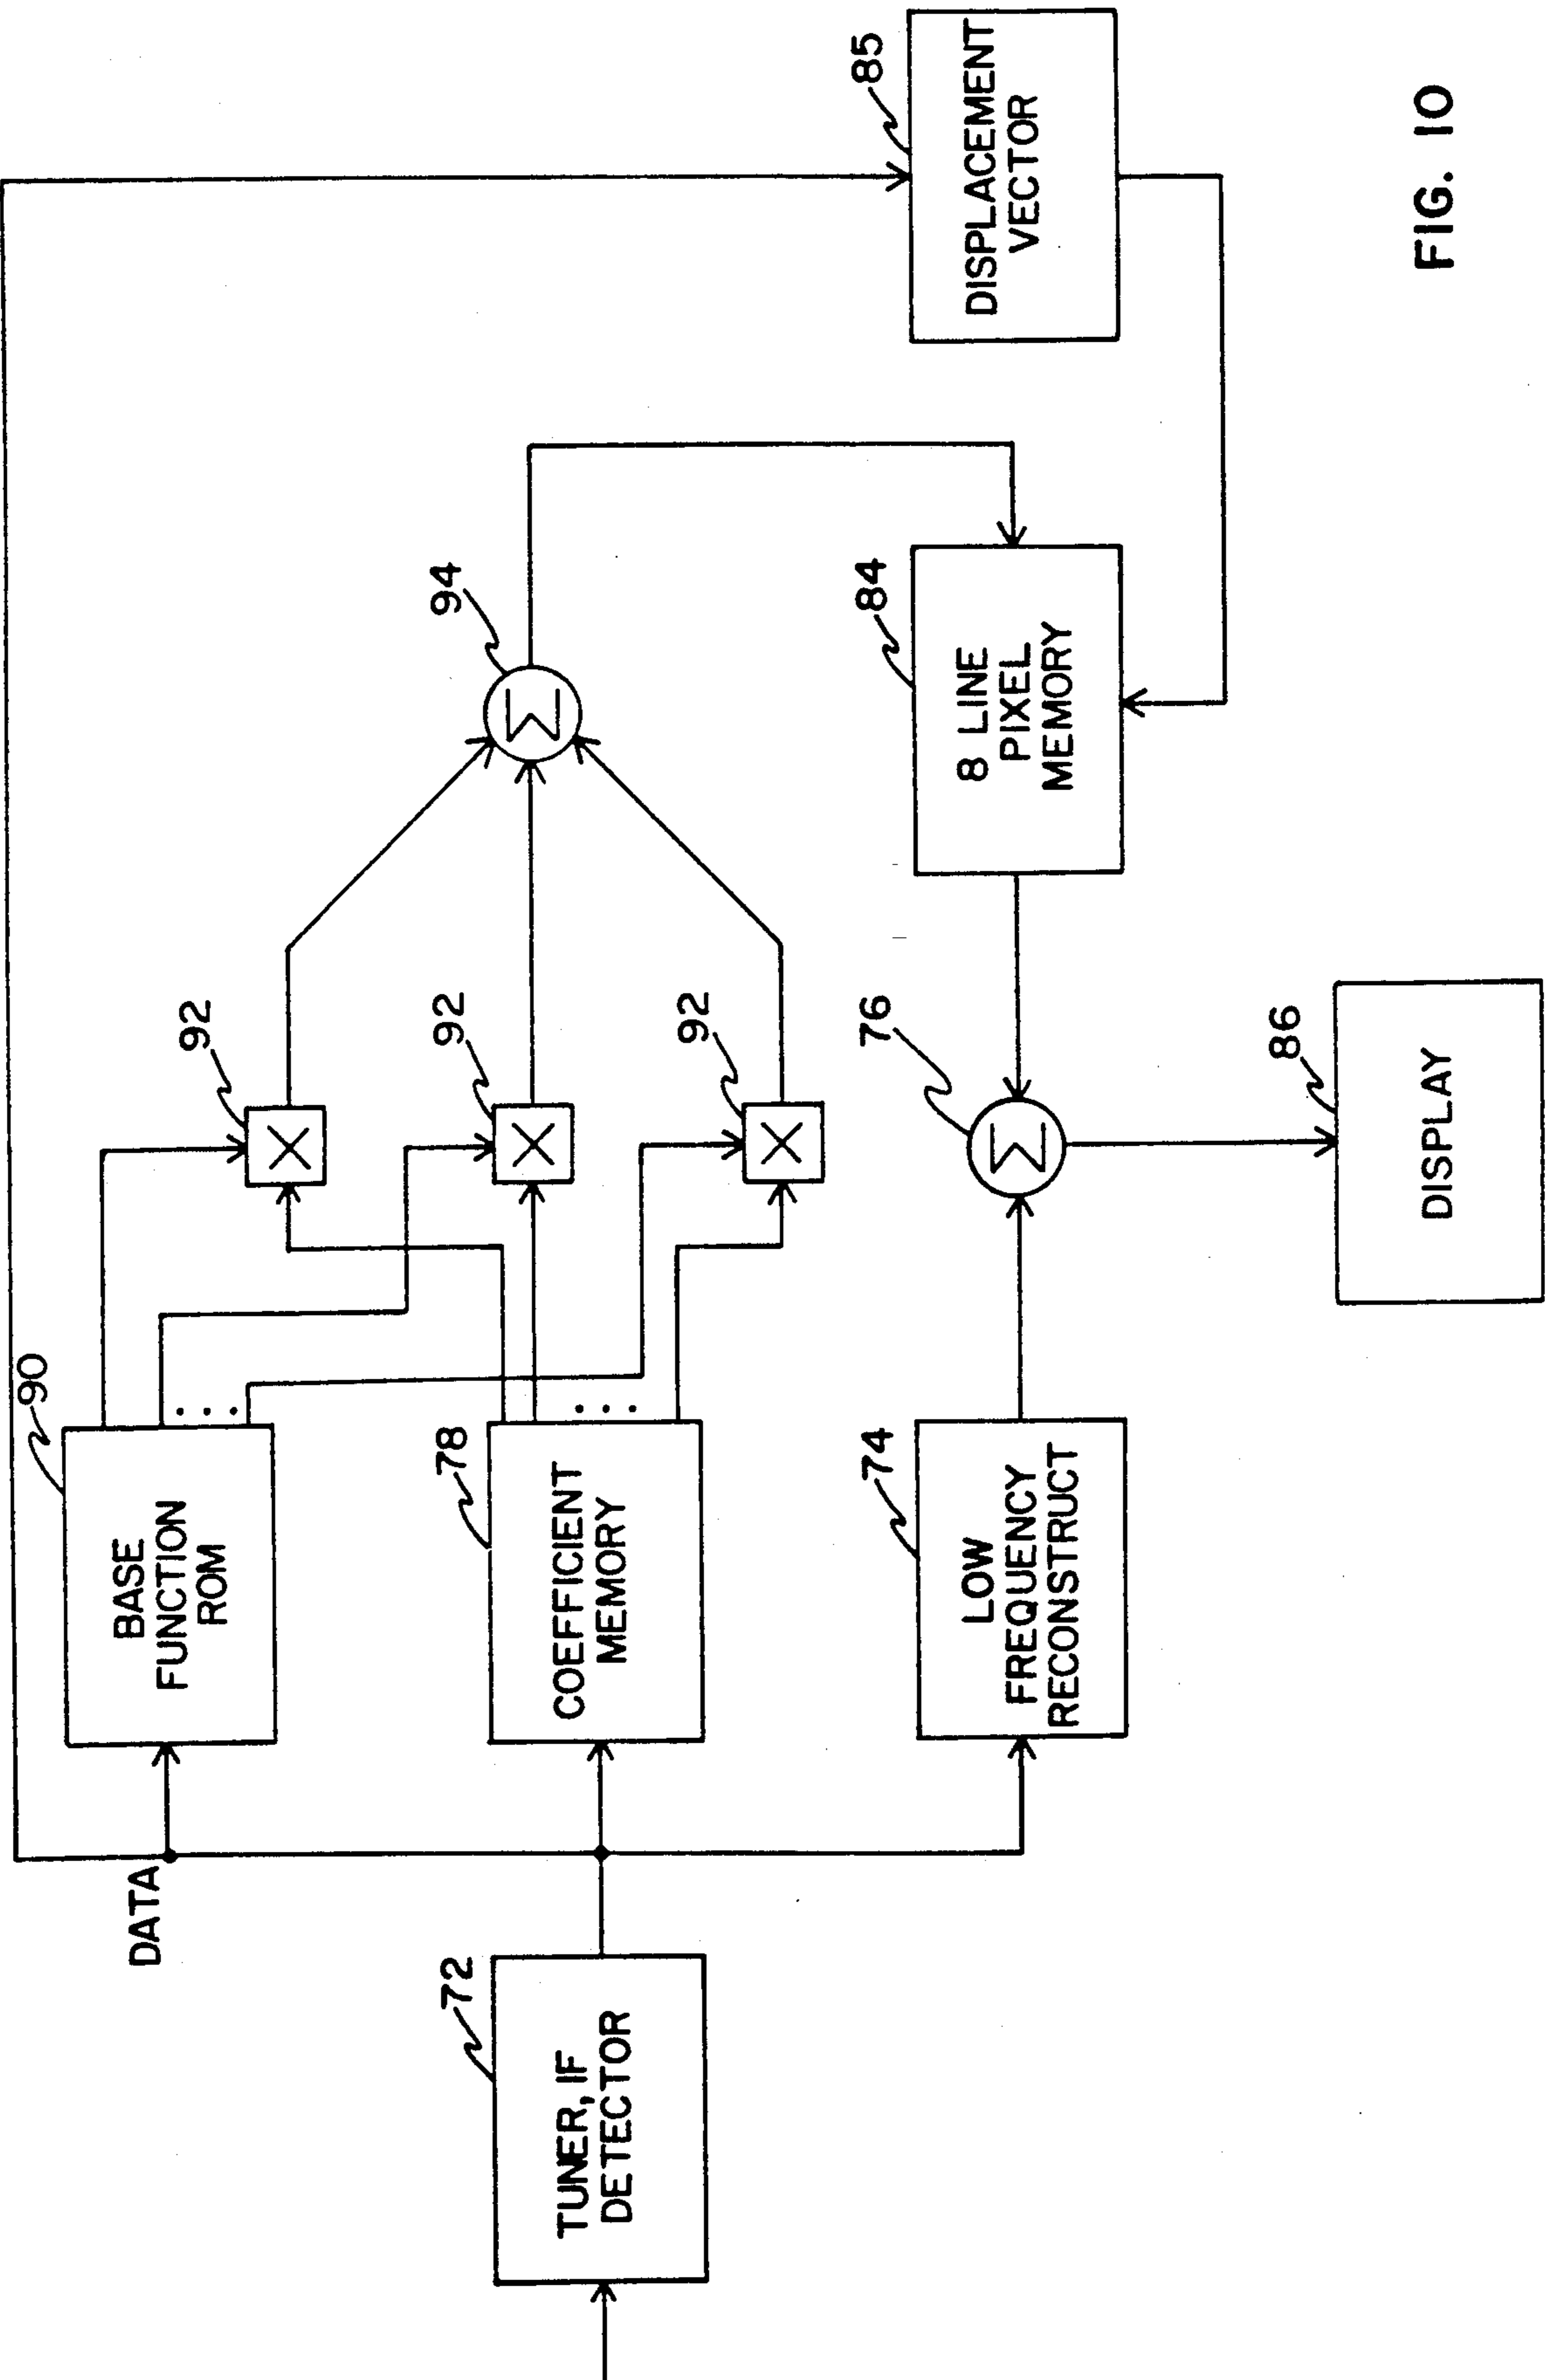 90
BASE
FUNCTION
ROM
92
DATA
72
TUNER, IF
DETECTOR
78
COEFFICIENT
MEMORY
92
94
Σ
92
74
LOW
FREQUENCY
RECONSTRUCT
76
Σ
84
8 LINE
PIXEL
MEMORY
85
DISPLACEMENT
VECTOR
86
DISPLAY
FIG. 10